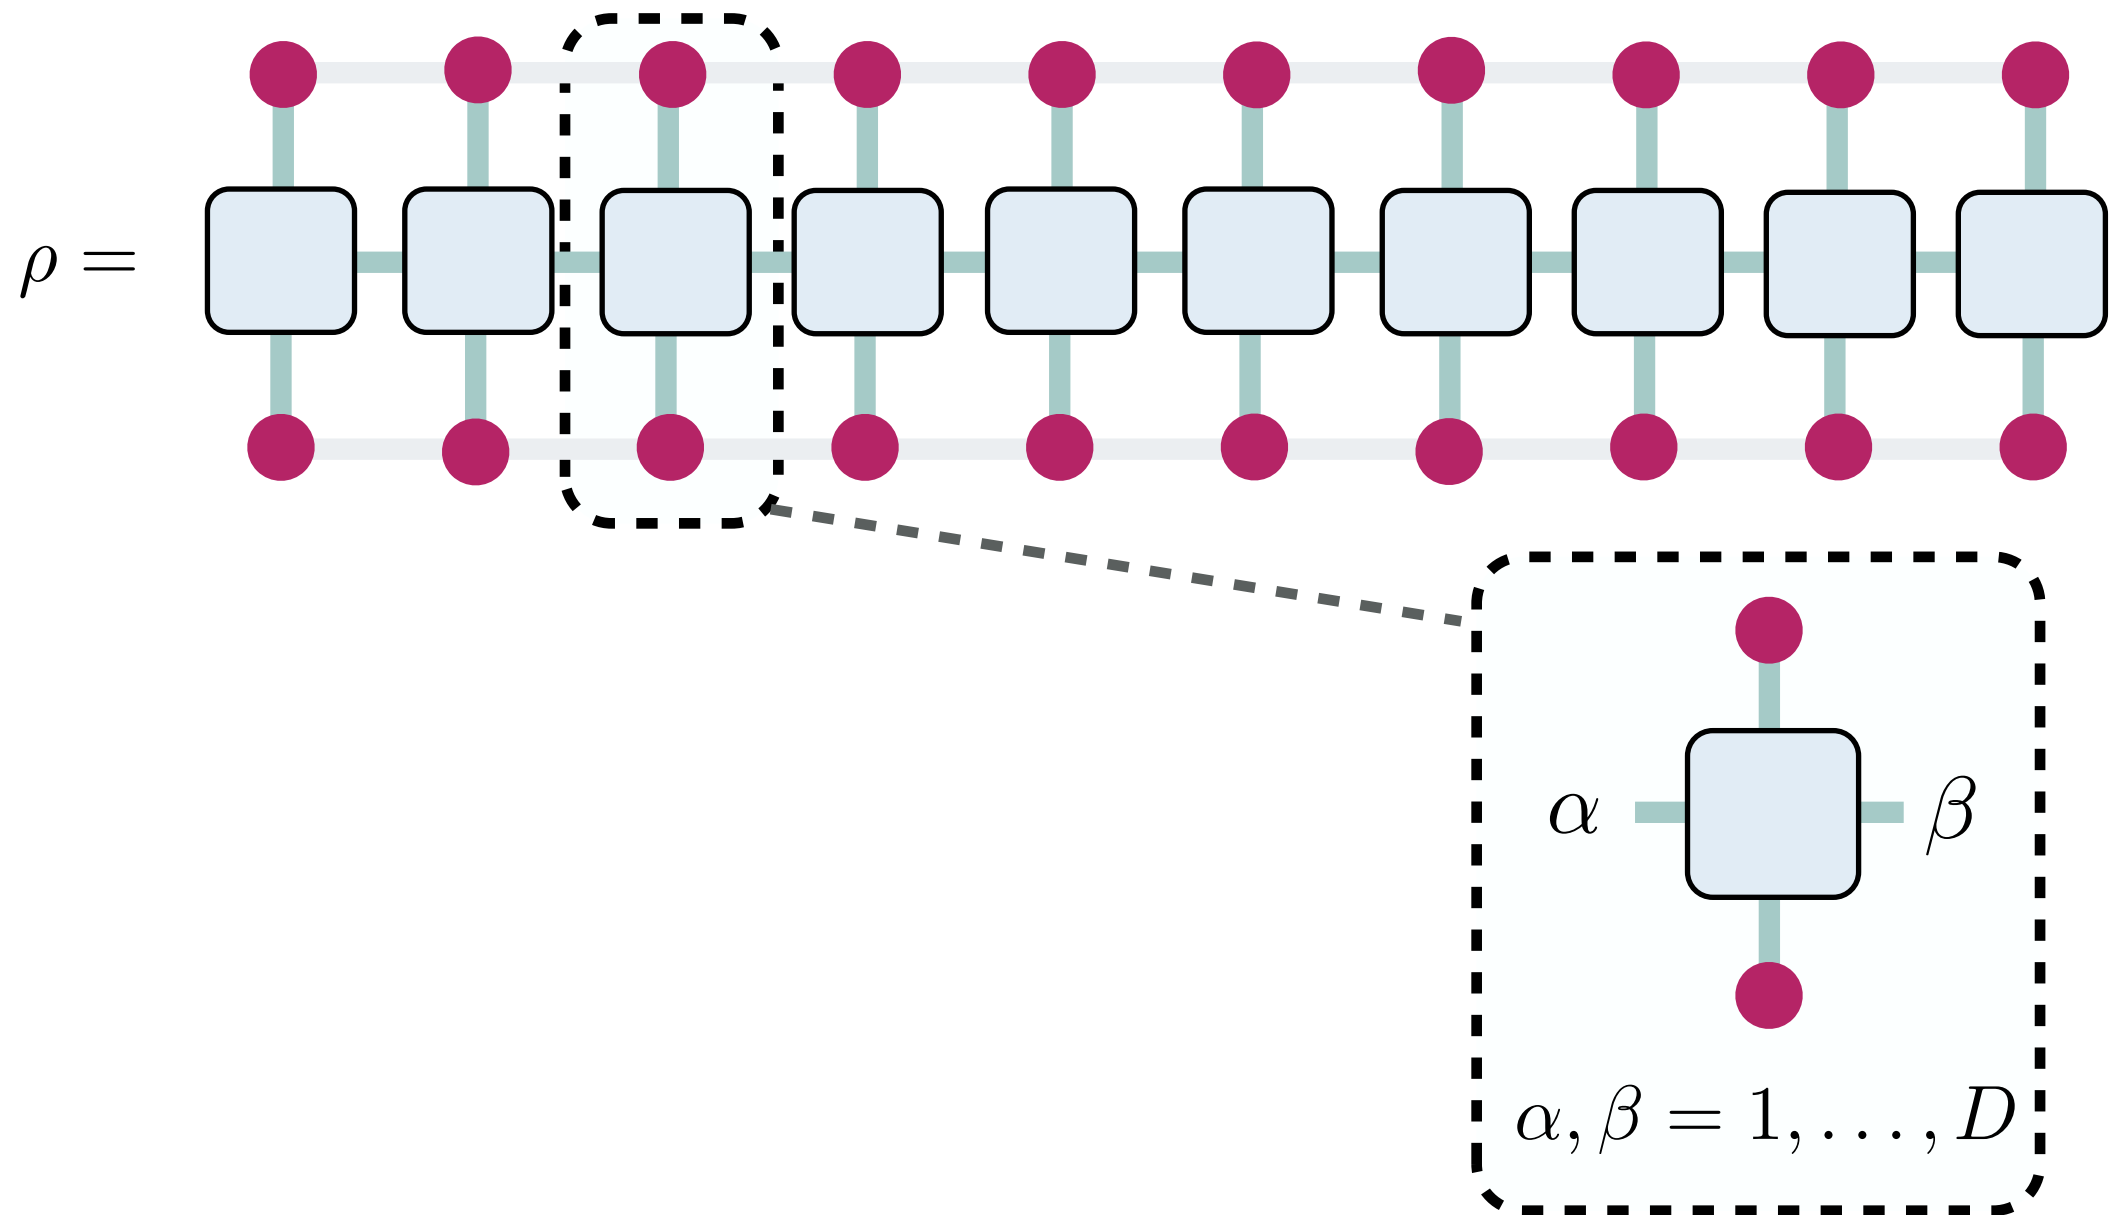 ρ =
α
β
α, β = 1, . . . , D